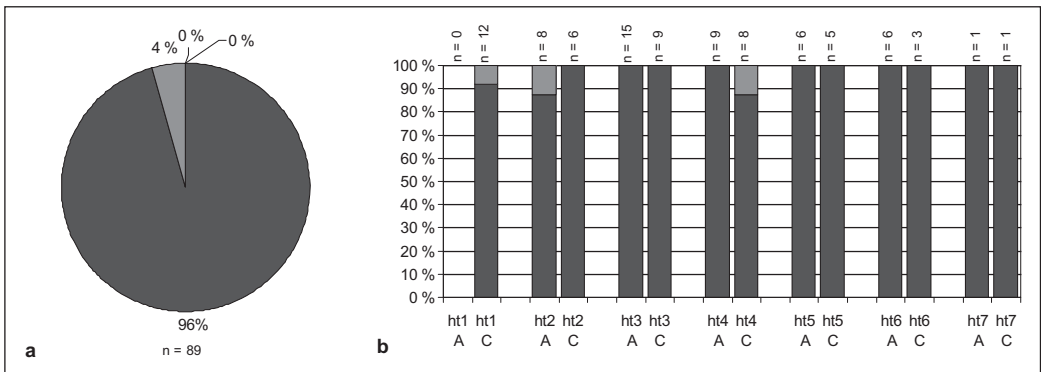 0 %
4 %
0 %
96%
n = 89
a
n = 0
n = 12
n = 8
n = 6
n = 15
n = 9
n = 9
n = 8
n = 6
n = 5
n = 6
n = 3
n = 1
n = 1
100 %
90 %
80 %
70 %
60 %
50 %
40 %
30 %
20 %
10 %
0 %
ht1 ht1 ht2 ht2 ht3 ht3 ht4 ht4 ht5 ht5 ht6 ht6 ht7 ht7
A C A C A C A C A C A C A C
b